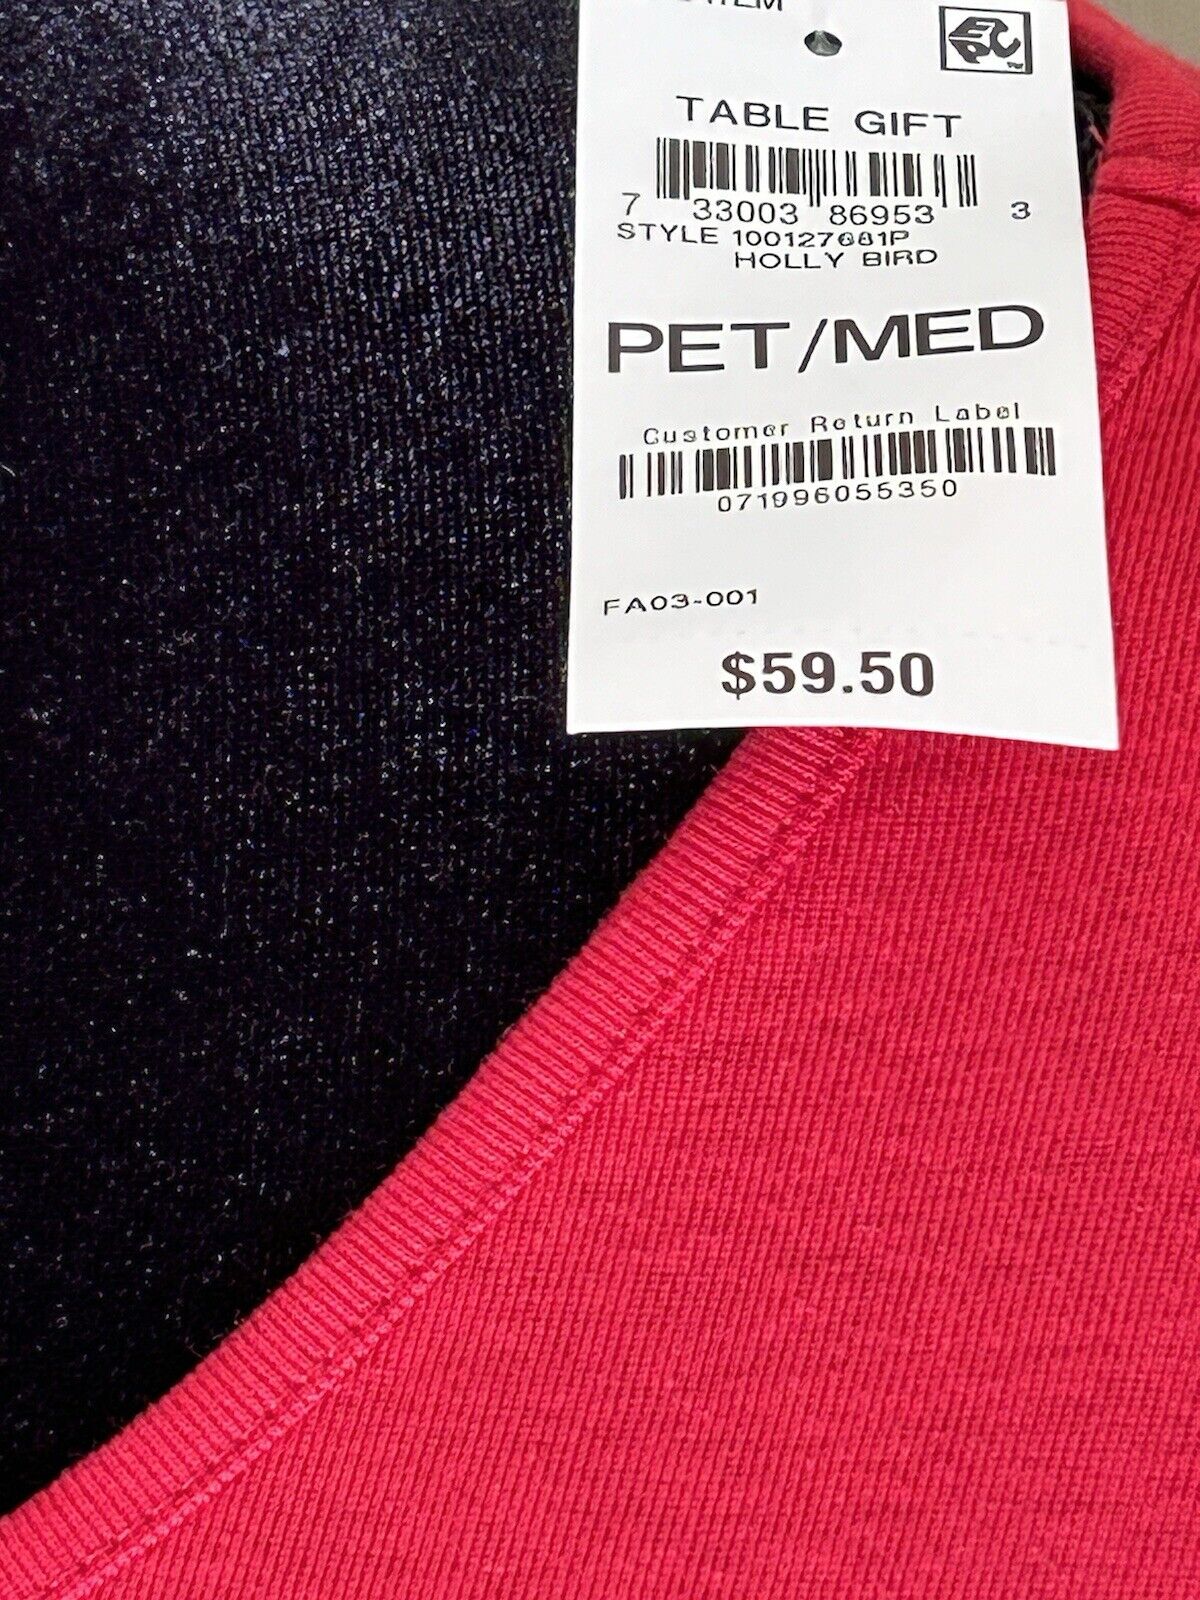 TABLE GIFT
7 33003 86953 3
STYLE 100127681P
HOLLY BIRD
PET/MED
Customer Return Label
071996055350
FA03-001
$59.50